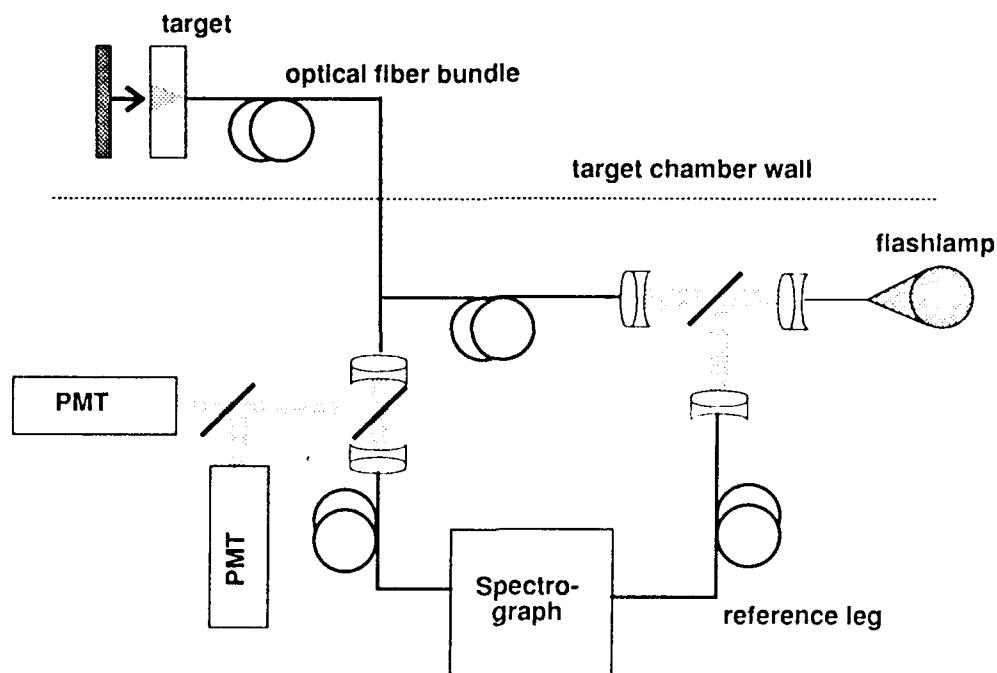 target
optical fiber bundle
target chamber wall
flashlamp
PMT
PMT
Spectro-
graph
reference leg